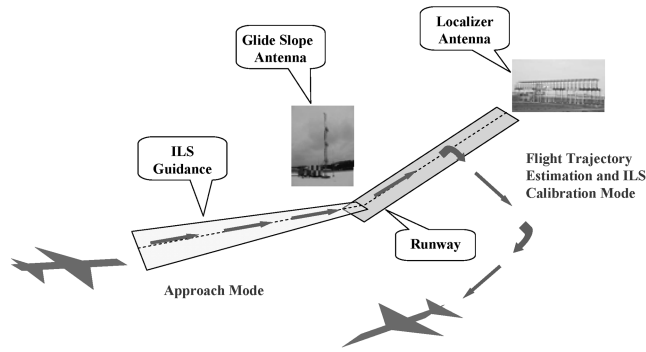 Localizer
Antenna
Glide Slope
Antenna
ILS
Guidance
Flight Trajectory
Estimation and ILS
Calibration Mode
Runway
Approach Mode